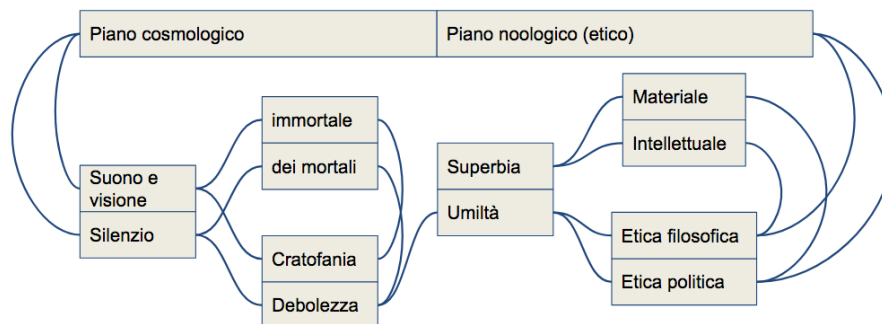 Piano cosmologico
Piano noologico (etico)
immortale
dei mortali
Suono e
visione
Silenzio
Cratofania
Debolezza
Superbia
Umiltà
Materiale
Intellettuale
Etica filosofica
Etica politica